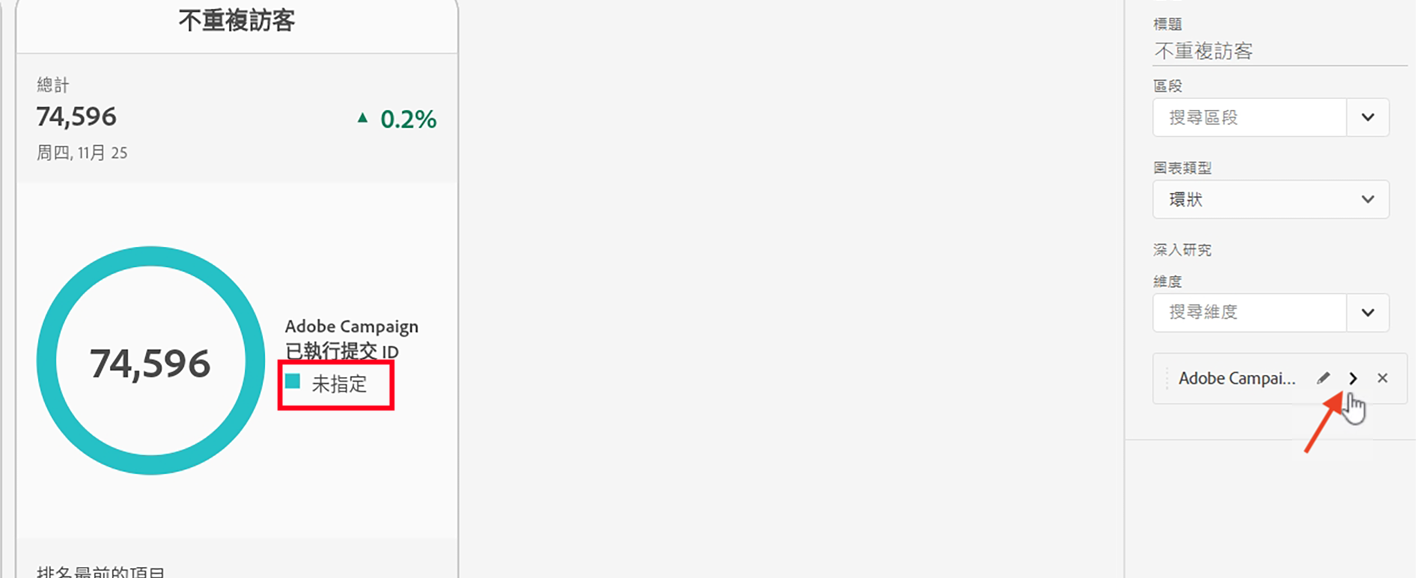 不重複訪客
總計
74,596
▲ 0.2%
周四, 11月 25
74,596
Adobe Campaign
已執行提交 ID
未指定
排名最前的項目
標題
不重複訪客
區段
搜尋區段
圖表類型
環狀
深入研究
維度
搜尋維度
Adobe Campai...